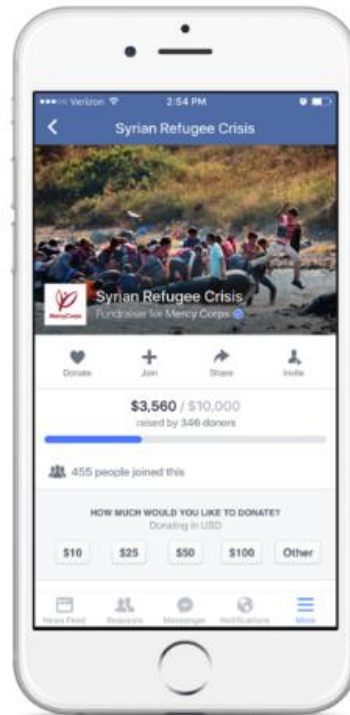 Verizon 2:54 PM
Syrian Refugee Crisis
MercyCorps
Syrian Refugee Crisis
Fundraiser for Mercy Corps
Donate Join Share Invite
$3,560 / $10,000
raised by 346 donors
455 people joined this
HOW MUCH WOULD YOU LIKE TO DONATE?
Donating in USD
$10 $25 $50 $100 Other
News Feed Requests Messenger Notifications More